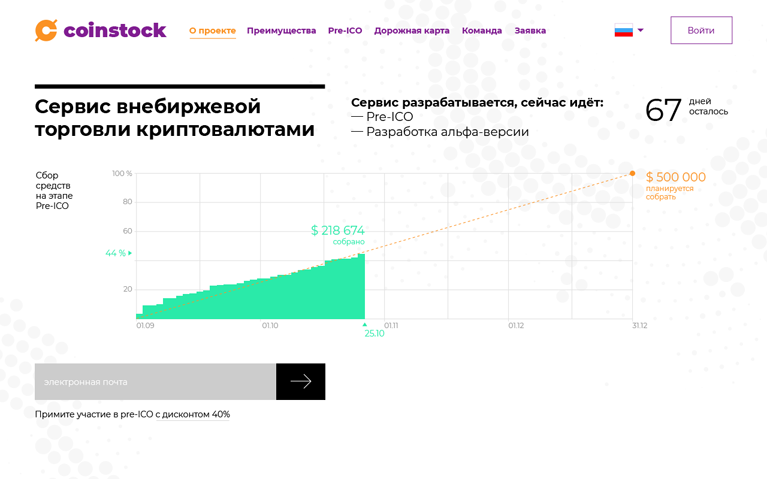 coinstock
О проекте Преимущества Pre-ICO Дорожная карта Команда Заявка
Войти
Сервис внебиржевой
торговли криптовалютами
Сервис разрабатывается, сейчас идёт:
— Pre-ICO
— Разработка альфа-версии
67 дней
осталось
Сбор
средств
на этапе
Pre-ICO
100 %
80
60
44 %
20
$ 218 674
собрано
$ 500 000
планируется
собрать
01.09
01.10
01.11
01.12
31.12
25.10
электронная почта
Примите участие в pre-ICO с дисконтом 40%